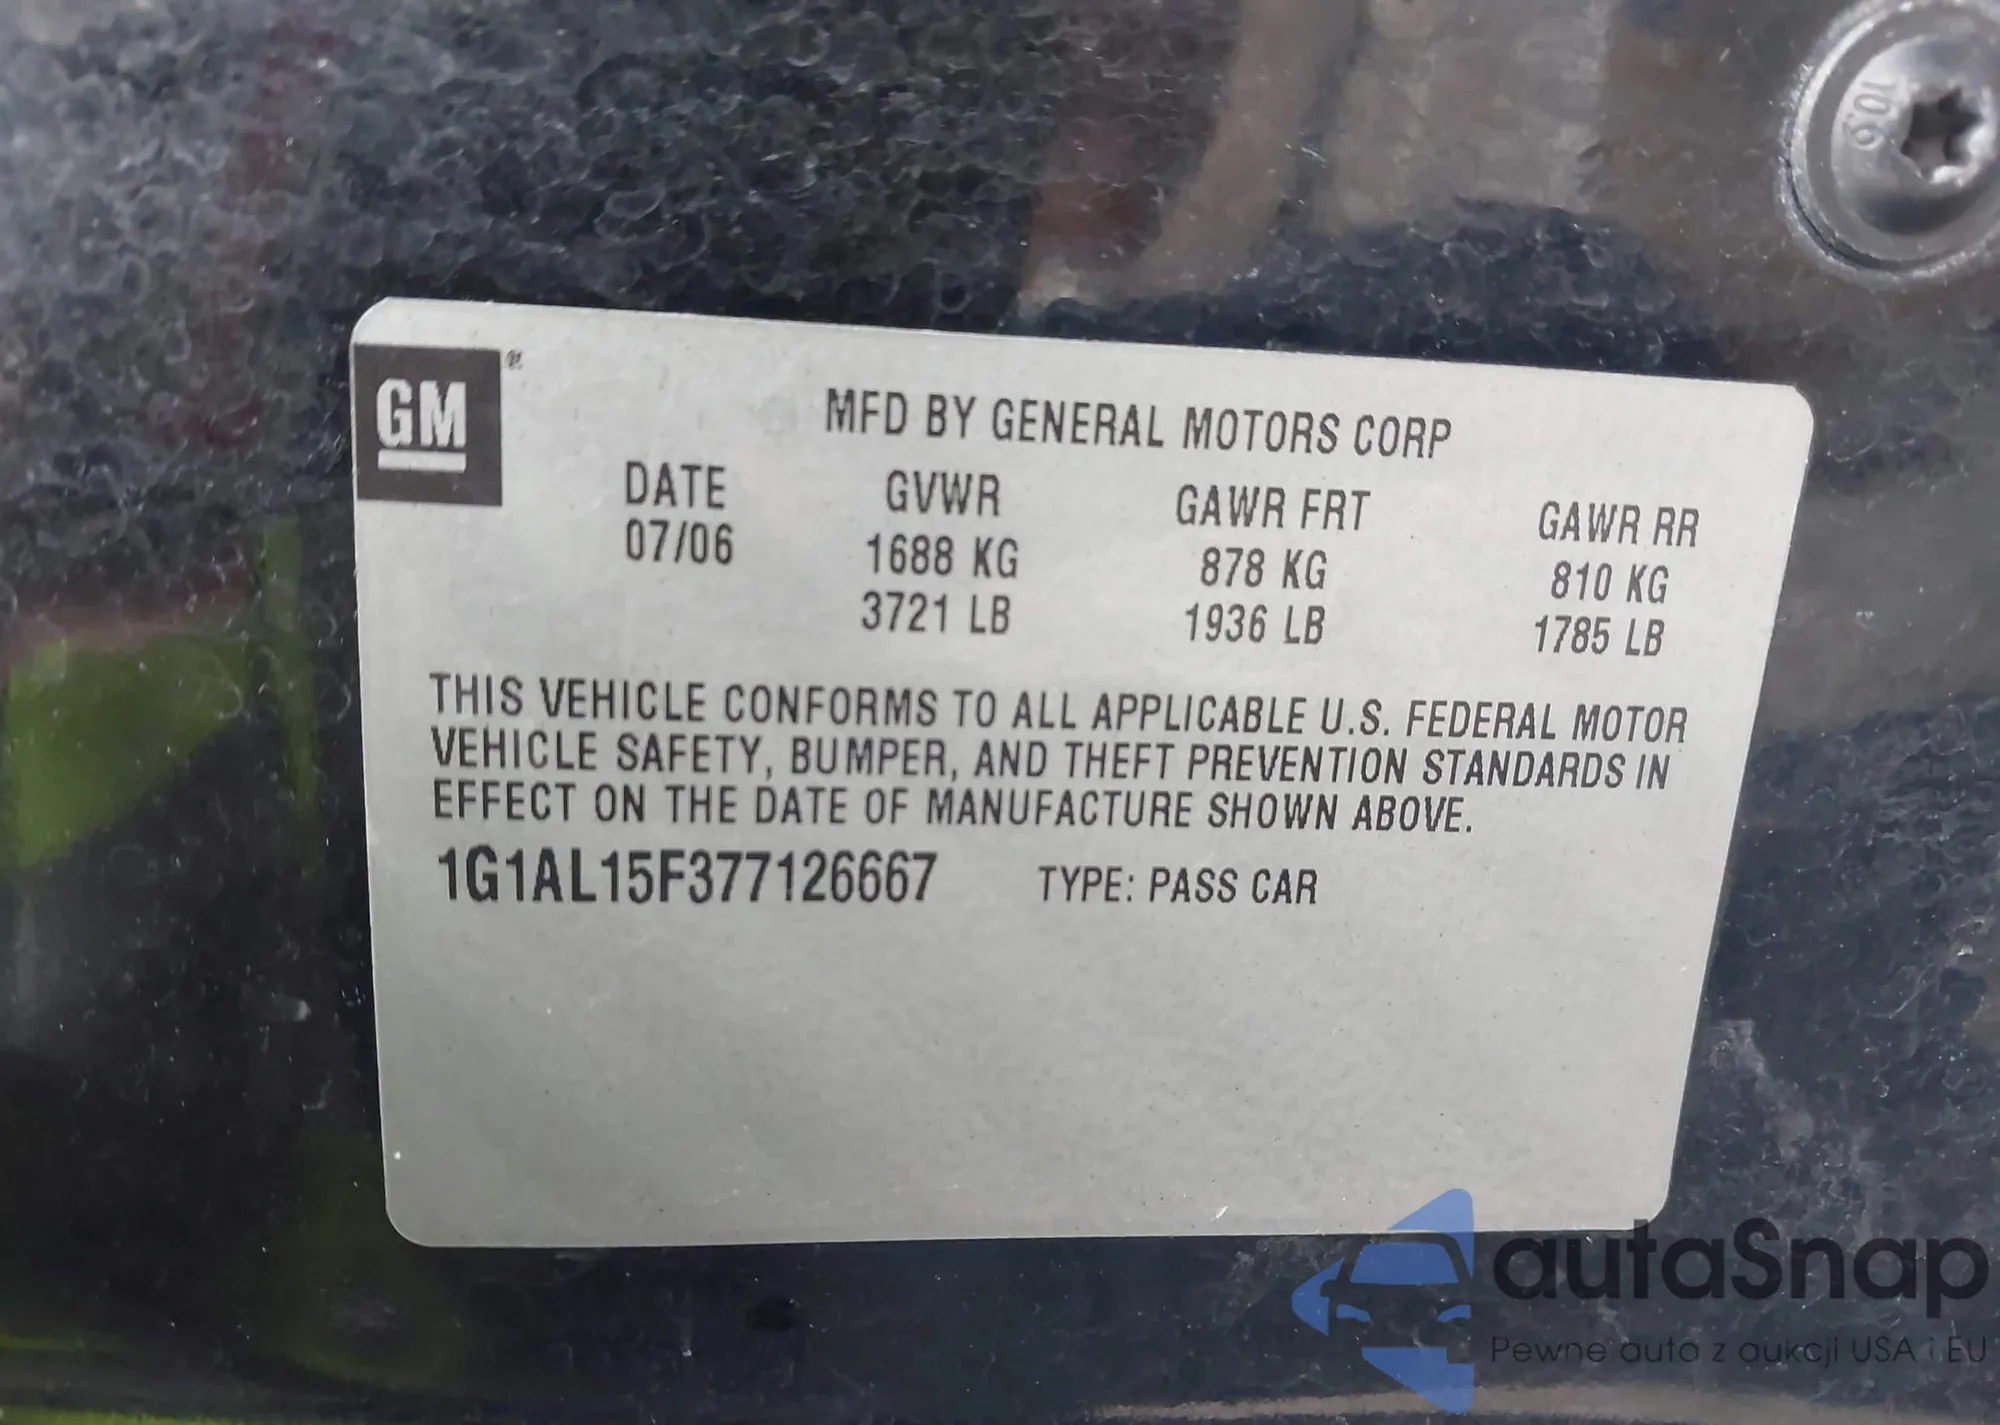 10.9
GM®
MFD BY GENERAL MOTORS CORP
DATE GVWR GAWR FRT GAWR RR
07/06 1688 KG 878 KG 810 KG
3721 LB 1936 LB 1785 LB
THIS VEHICLE CONFORMS TO ALL APPLICABLE U.S. FEDERAL MOTOR
VEHICLE SAFETY, BUMPER, AND THEFT PREVENTION STANDARDS IN
EFFECT ON THE DATE OF MANUFACTURE SHOWN ABOVE.
1G1AL15F377126667 TYPE: PASS CAR
autaSnap
Pewne auta z aukcji USA i EU